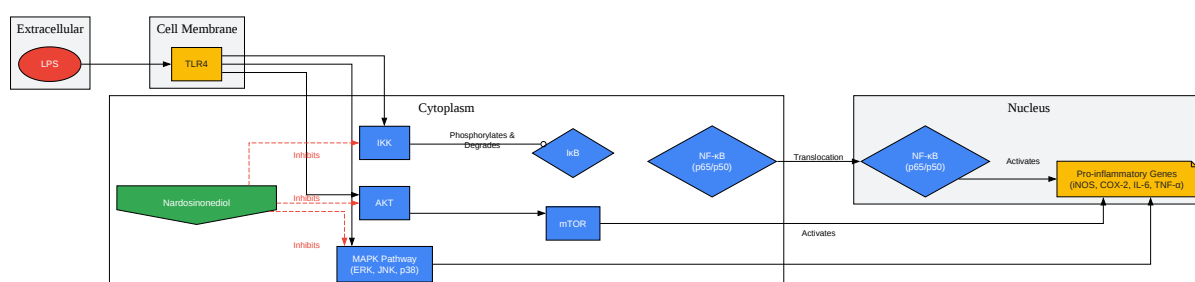 Extracellular
LPS
Cell Membrane
TLR4
Cytoplasm
IKK
Phosphorylates &
Degrades
IκB
NF-κB
(p65/p50)
Translocation
Nucleus
NF-κB
(p65/p50)
Activates
Pro-inflammatory Genes
(iNOS, COX-2, IL-6, TNF-α)
Inhibits
Nardosinonediol
Inhibits
AKT
mTOR
Activates
Inhibits
MAPK Pathway
(ERK, JNK, p38)